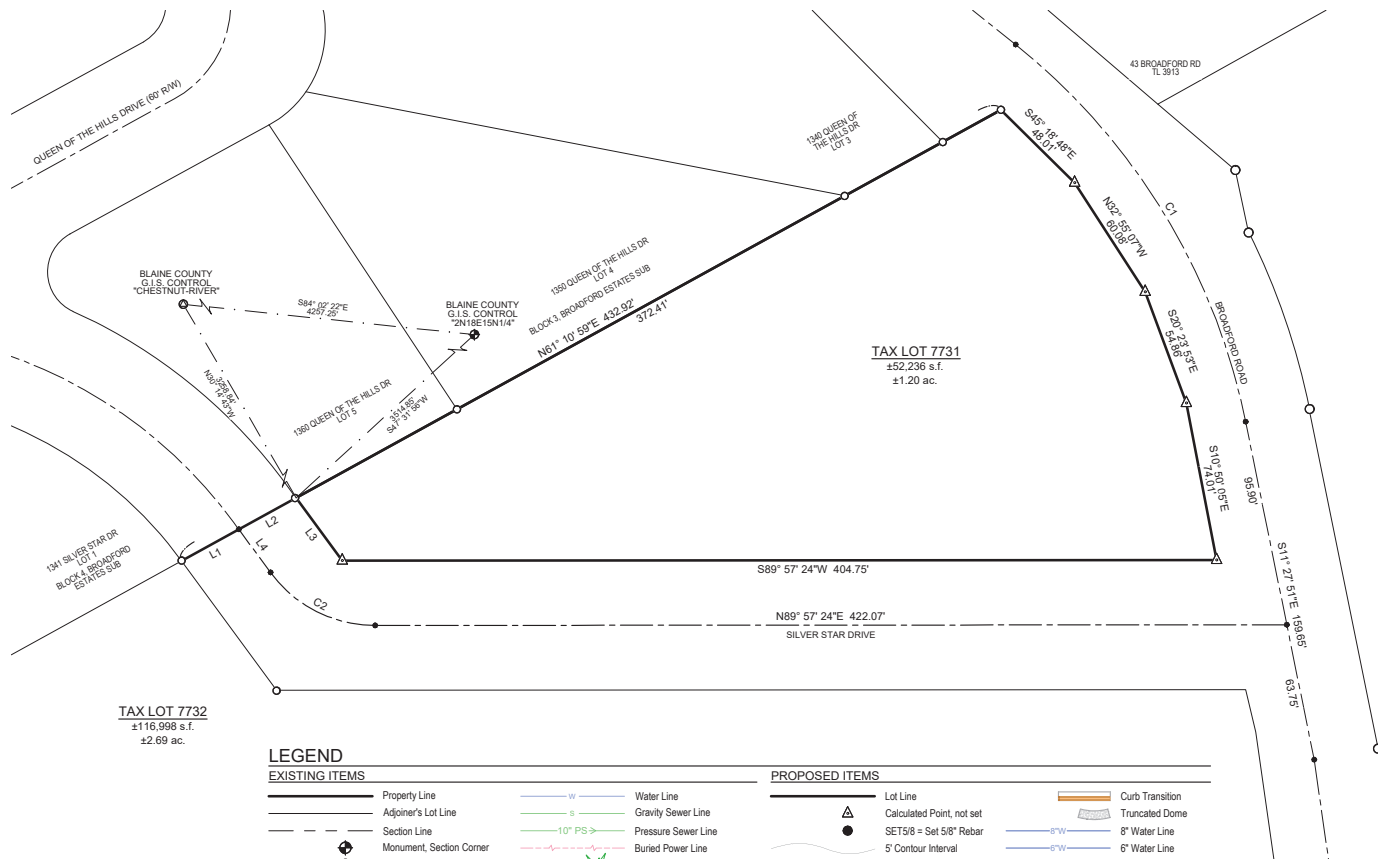 43 BROADFORD RD
TL 3913
QUEEN OF THE HILLS DRIVE (60' R/W)
1340 QUEEN OF
THE HILLS DR
LOT 3
S45° 18' 48"E
48.01'
N32° 55' 07"W
60.08'
C1
BLAINE COUNTY
G.I.S. CONTROL
"CHESTNUT-RIVER"
S84° 02' 22"E
4257.25'
BLAINE COUNTY
G.I.S. CONTROL
"2N18E15N1/4"
1350 QUEEN OF THE HILLS DR
LOT 4
BLOCK 3, BROADFORD ESTATES SUB
N61° 10' 59"E 432.92'
372.41'
S20° 23' 53"E
54.86'
BROADFORD ROAD
TAX LOT 7731
±52,236 s.f.
±1.20 ac.
3258.84'
N30° 14' 43"W
1360 QUEEN OF THE HILLS DR
LOT 5
3514.85'
S47° 31' 56"W
S10° 50' 05"E
74.01'
95.90'
L1
L2
L3
L4
C2
1341 SILVER STAR DR
LOT 1
BLOCK 4, BROADFORD
ESTATES SUB
S89° 57' 24"W 404.75'
S11° 27' 51"E 159.65'
N89° 57' 24"E 422.07'
SILVER STAR DRIVE
63.75'
TAX LOT 7732
±116,998 s.f.
±2.69 ac.
LEGEND
EXISTING ITEMS
Property Line
Adjoiner's Lot Line
Section Line
Monument, Section Corner
W
Water Line
S
Gravity Sewer Line
10" PS
Pressure Sewer Line
Buried Power Line
PROPOSED ITEMS
Lot Line
Calculated Point, not set
SET5/8 = Set 5/8" Rebar
5' Contour Interval
Curb Transition
Truncated Dome
8"W
8" Water Line
6"W
6" Water Line